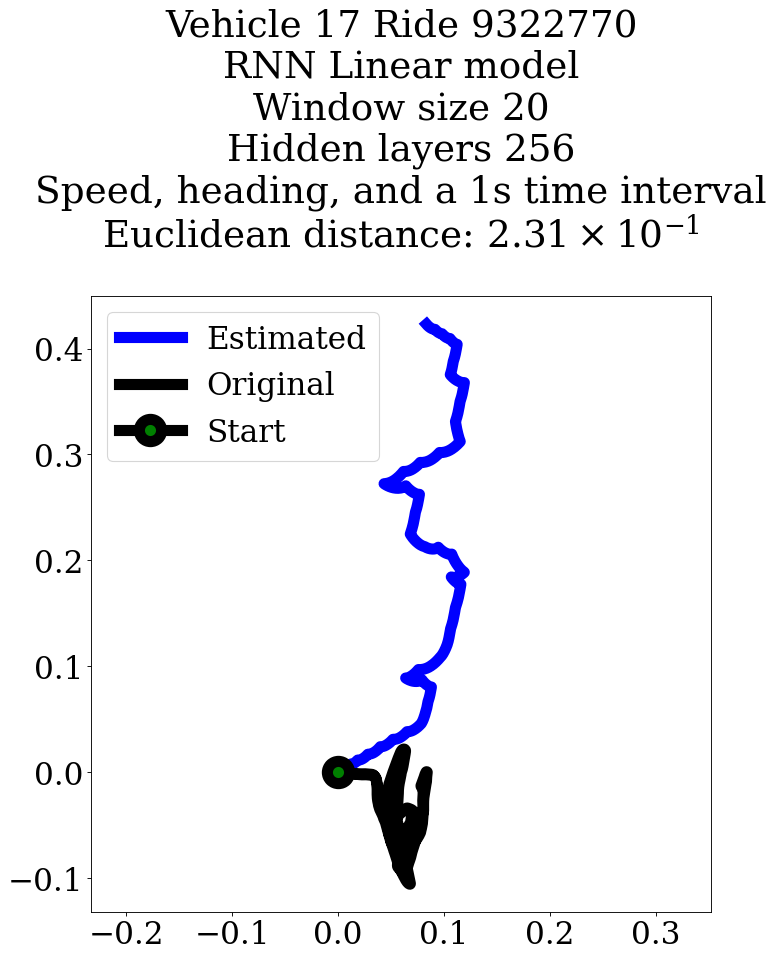 Vehicle 17 Ride 9322770
RNN Linear model
Window size 20
Hidden layers 256
Speed, heading, and a 1s time interval
Euclidean distance: 2.31 × 10⁻¹
Estimated
Original
Start
0.4
0.3
0.2
0.1
0.0
−0.1
−0.2 −0.1 0.0 0.1 0.2 0.3